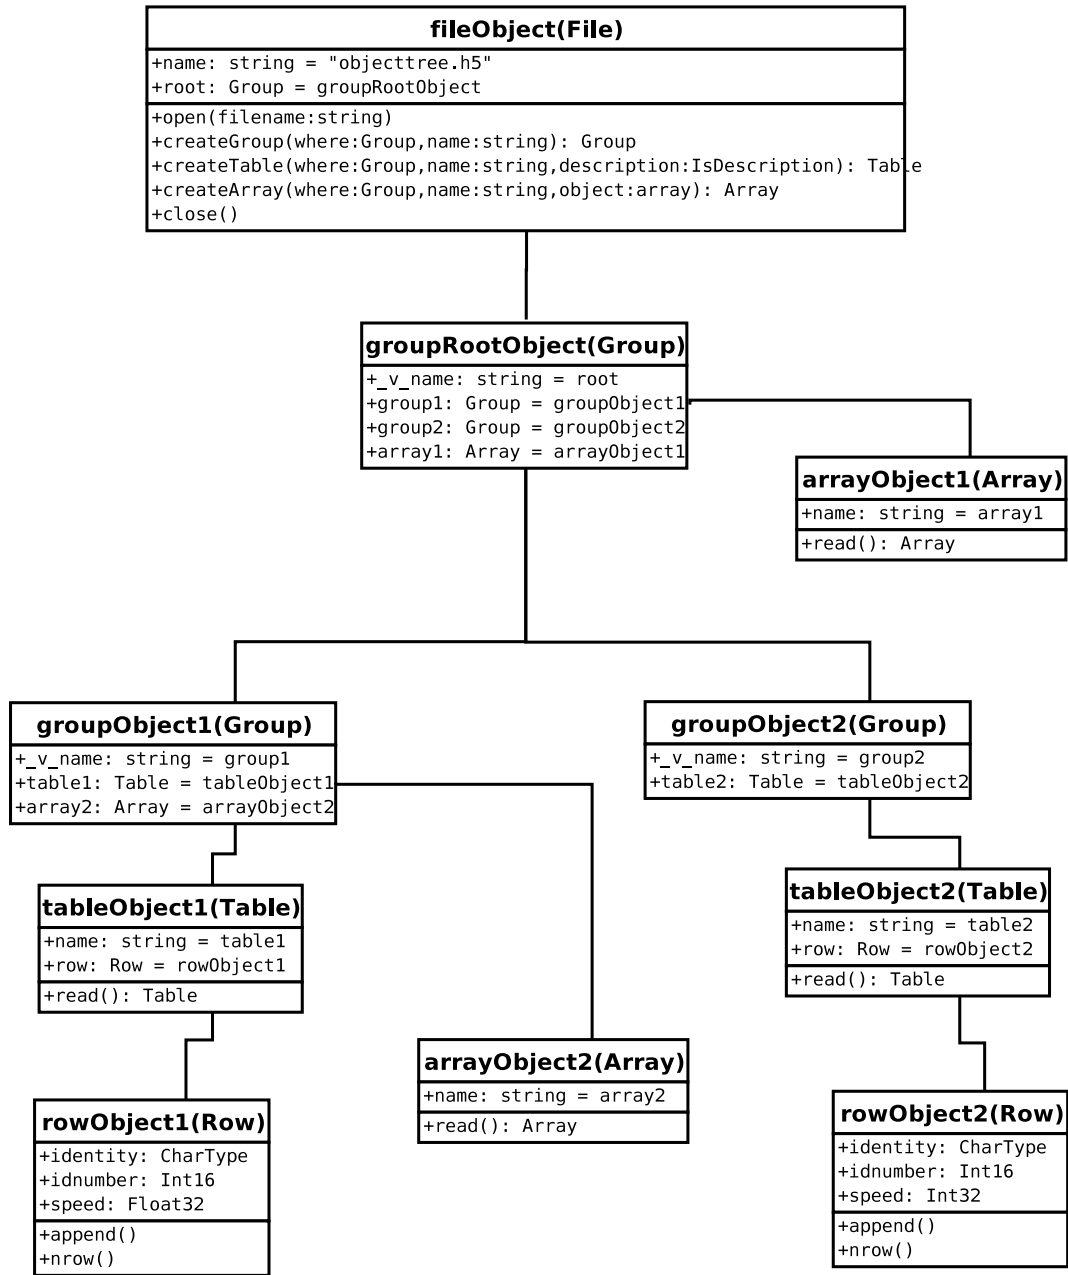 fileObject(File)
+name: string = "objecttree.h5"
+root: Group = groupRootObject
+open(filename:string)
+createGroup(where:Group,name:string): Group
+createTable(where:Group,name:string,description:IsDescription): Table
+createArray(where:Group,name:string,object:array): Array
+close()
groupRootObject(Group)
+_v_name: string = root
+group1: Group = groupObject1
+group2: Group = groupObject2
+array1: Array = arrayObject1
arrayObject1(Array)
+name: string = array1
+read(): Array
groupObject1(Group)
+_v_name: string = group1
+table1: Table = tableObject1
+array2: Array = arrayObject2
groupObject2(Group)
+_v_name: string = group2
+table2: Table = tableObject2
tableObject1(Table)
+name: string = table1
+row: Row = rowObject1
+read(): Table
tableObject2(Table)
+name: string = table2
+row: Row = rowObject2
+read(): Table
arrayObject2(Array)
+name: string = array2
+read(): Array
rowObject1(Row)
+identity: CharType
+idnumber: Int16
+speed: Float32
+append()
+nrow()
rowObject2(Row)
+identity: CharType
+idnumber: Int16
+speed: Int32
+append()
+nrow()